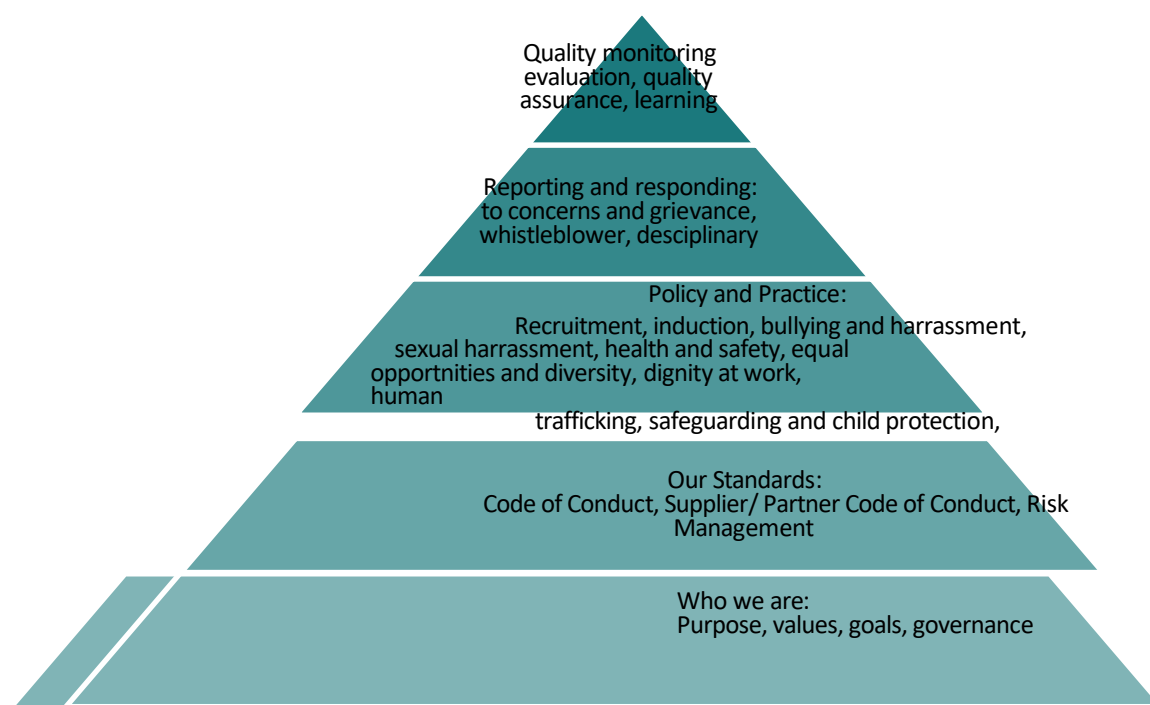 Quality monitoring
evaluation, quality
assurance, learning
Reporting and responding:
to concerns and grievance,
whistleblower, desciplinary
Policy and Practice:
Recruitment, induction, bullying and harrassment,
sexual harrassment, health and safety, equal
opportnities and diversity, dignity at work,
human
trafficking, safeguarding and child protection,
Our Standards:
Code of Conduct, Supplier/ Partner Code of Conduct, Risk
Management
Who we are:
Purpose, values, goals, governance